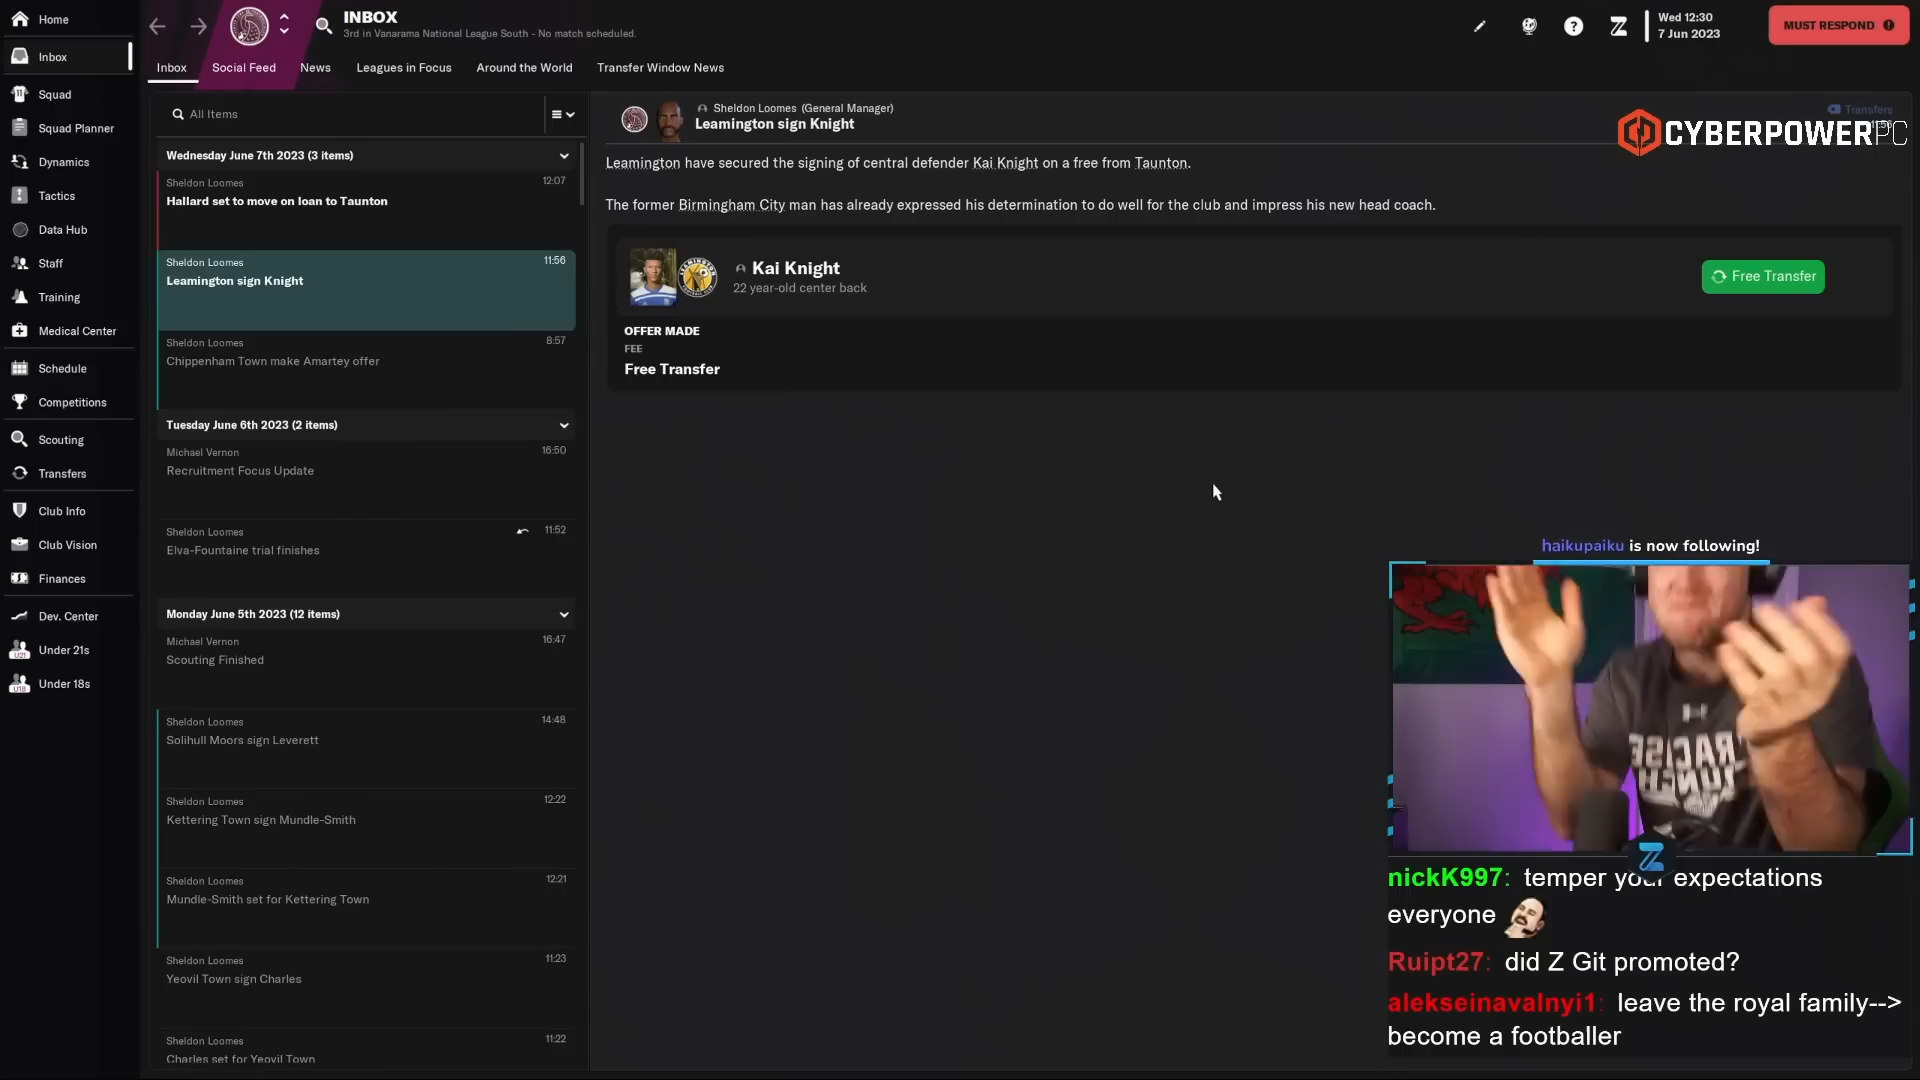 Home
Inbox
Squad
Squad Planner
Dynamics
Tactics
Data Hub
Staff
Training
Medical Center
Schedule
Competitions
Scouting
Transfers
Club Info
Club Vision
Finances
Dev. Center
Under 21s
Under 18s
INBOX
3rd in Vanarama National League South - No match scheduled.
Wed 12:30
7 Jun 2023
MUST RESPOND
Inbox
Social Feed
News
Leagues in Focus
Around the World
Transfer Window News
All Items
Wednesday June 7th 2023 (3 items)
Sheldon Loomes 12:07
Hallard set to move on loan to Taunton
Sheldon Loomes 11:56
Leamington sign Knight
Sheldon Loomes 8:57
Chippenham Town make Amartey offer
Tuesday June 6th 2023 (2 items)
Michael Vernon 16:50
Recruitment Focus Update
Sheldon Loomes 11:52
Elva-Fountaine trial finishes
Monday June 5th 2023 (12 items)
Michael Vernon 16:47
Scouting Finished
Sheldon Loomes 14:48
Solihull Moors sign Leverett
Sheldon Loomes 12:22
Kettering Town sign Mundle-Smith
Sheldon Loomes 12:21
Mundle-Smith set for Kettering Town
Sheldon Loomes 11:23
Yeovil Town sign Charles
Sheldon Loomes 11:22
Charles set for Yeovil Town
Sheldon Loomes (General Manager)
Leamington sign Knight
Transfers
11:56
CYBERPOWERPC
Leamington have secured the signing of central defender Kai Knight on a free from Taunton.
The former Birmingham City man has already expressed his determination to do well for the club and impress his new head coach.
Kai Knight
22 year-old center back
Free Transfer
OFFER MADE
FEE
Free Transfer
haikupaiku is now following!
nickK997: temper your expectations
everyone
Ruipt27: did Z Git promoted?
alekseinavalnyi1: leave the royal family-->
become a footballer